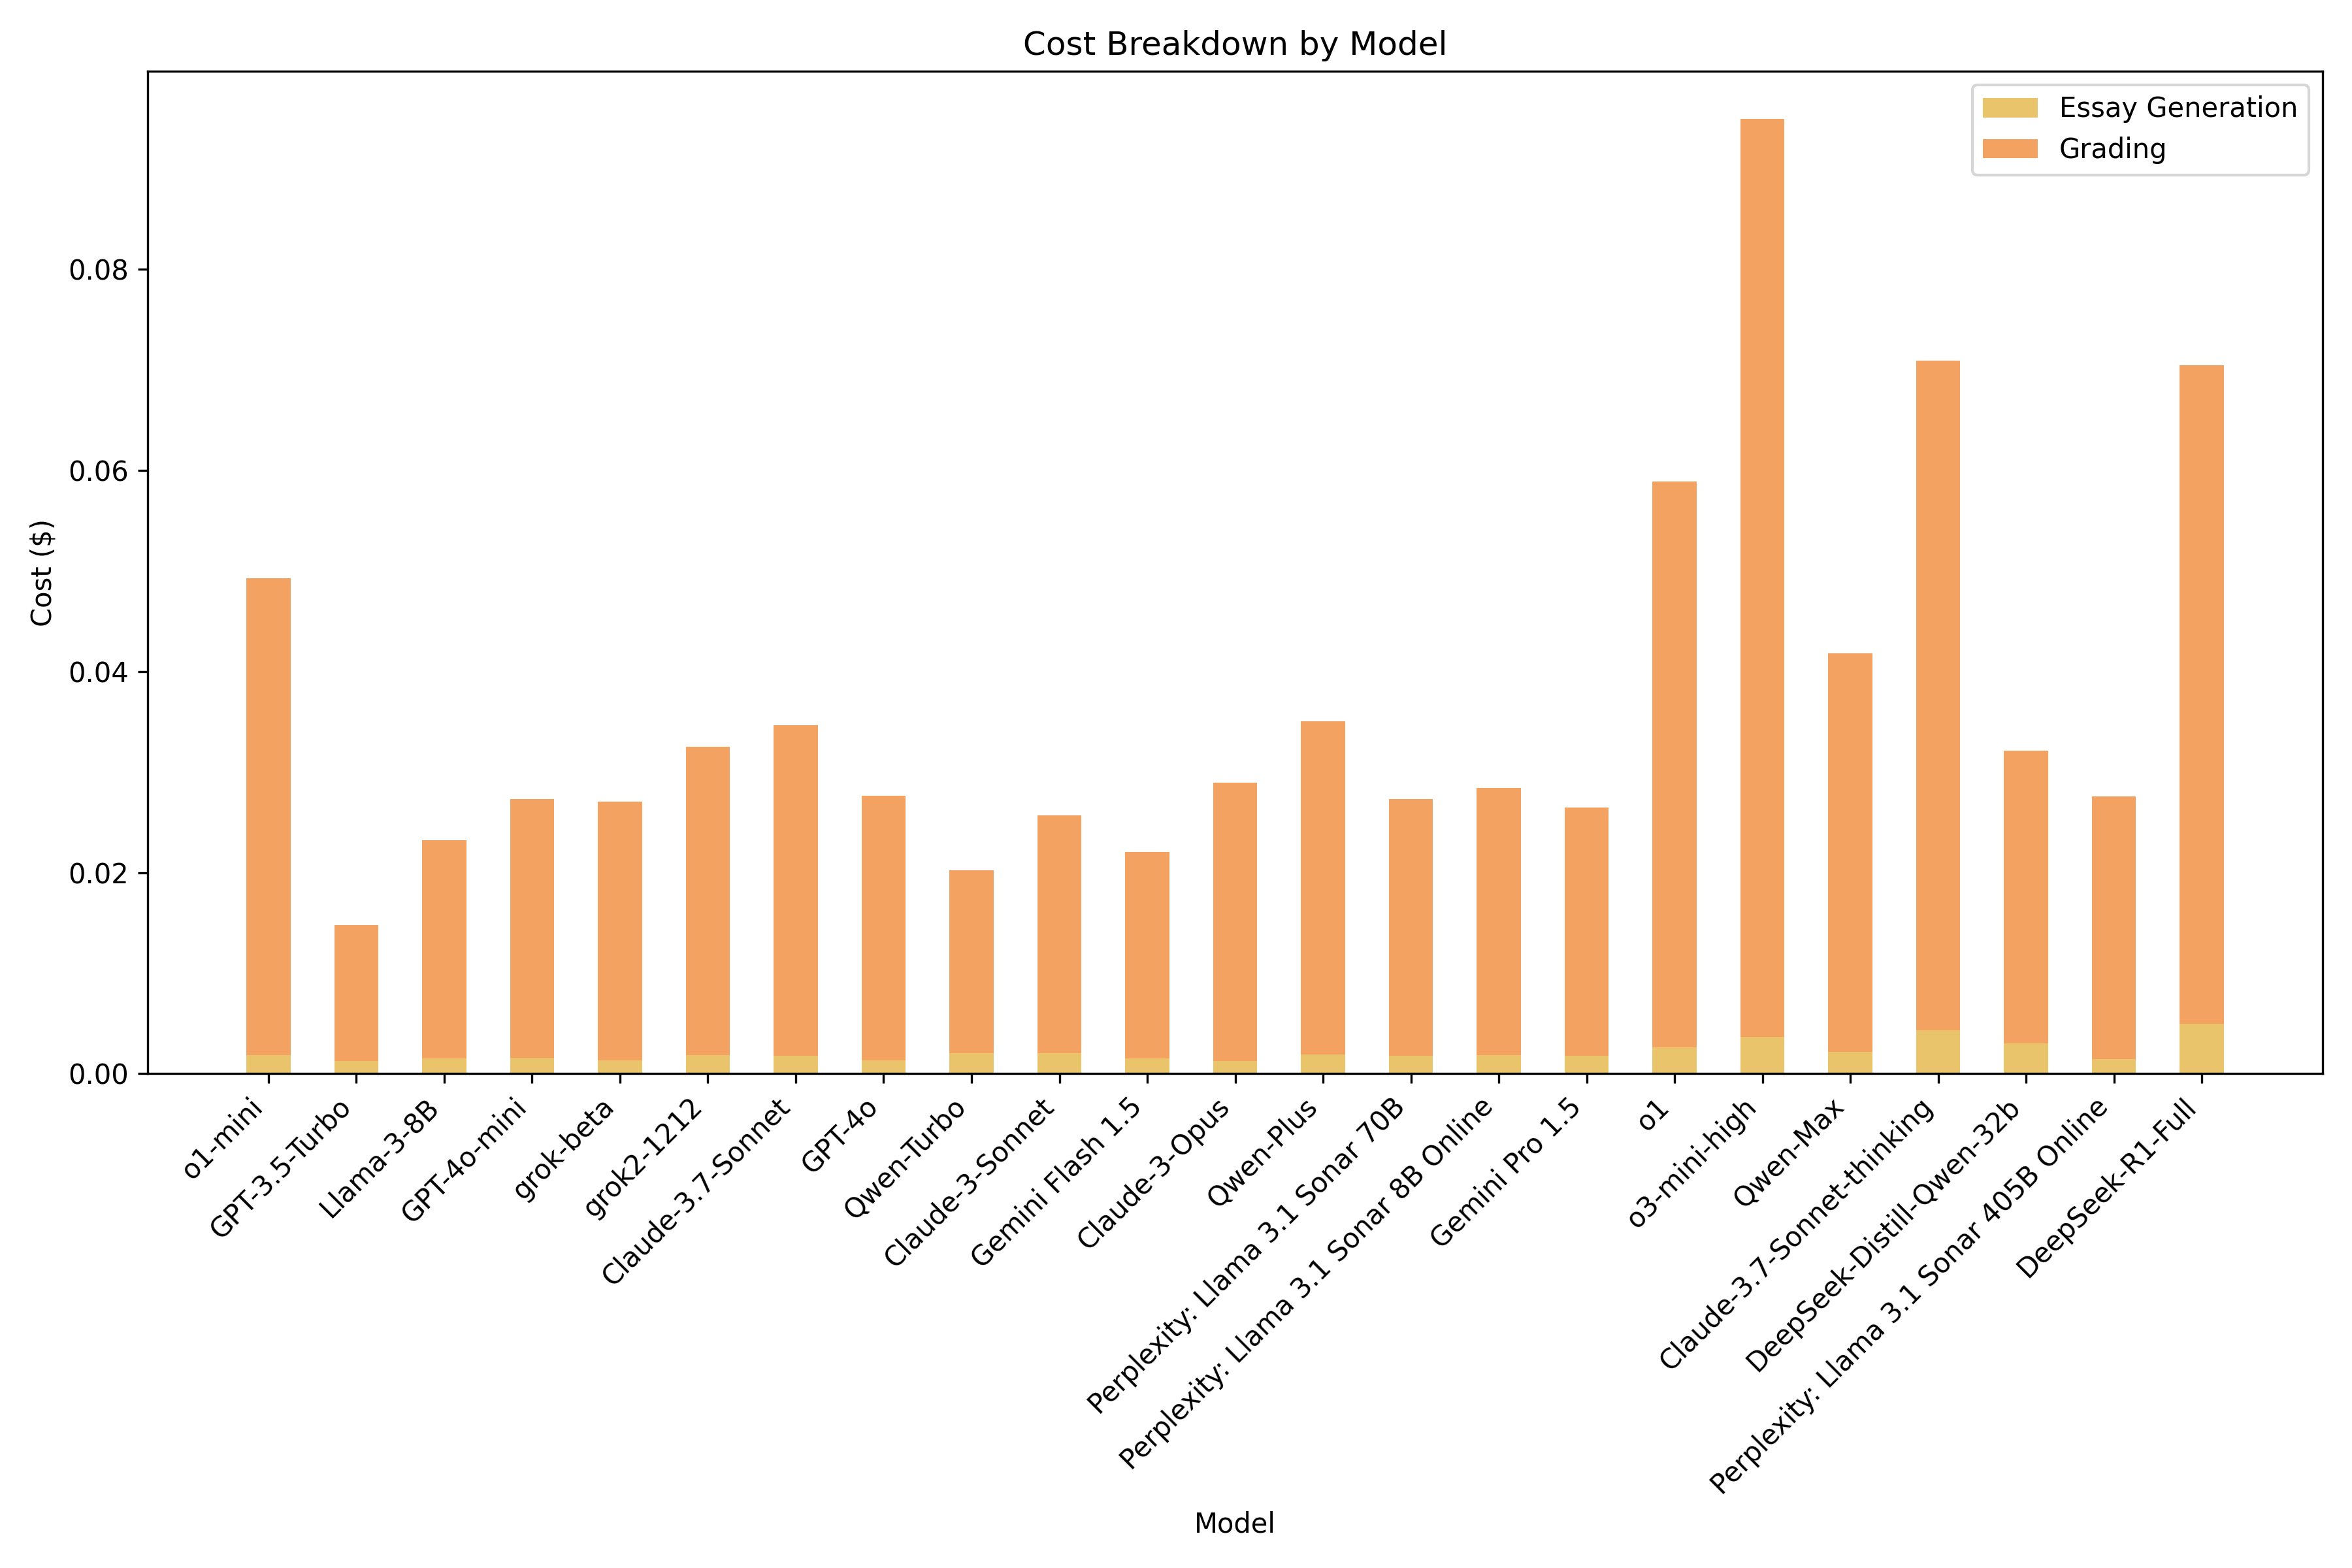 Cost Breakdown by Model
Essay Generation
Grading
Cost ($)
0.08
0.06
0.04
0.02
0.00
o1-mini
GPT-3.5-Turbo
Llama-3-8B
GPT-4o-mini
grok-beta
grok2-1212
Claude-3.7-Sonnet
GPT-4o
Qwen-Turbo
Claude-3-Sonnet
Gemini Flash 1.5
Claude-3-Opus
Qwen-Plus
Perplexity: Llama 3.1 Sonar 70B
Perplexity: Llama 3.1 Sonar 8B Online
Gemini Pro 1.5
o1
o3-mini-high
Qwen-Max
Claude-3.7-Sonnet-thinking
DeepSeek-Distill-Qwen-32b
Perplexity: Llama 3.1 Sonar 405B Online
DeepSeek-R1-Full
Model